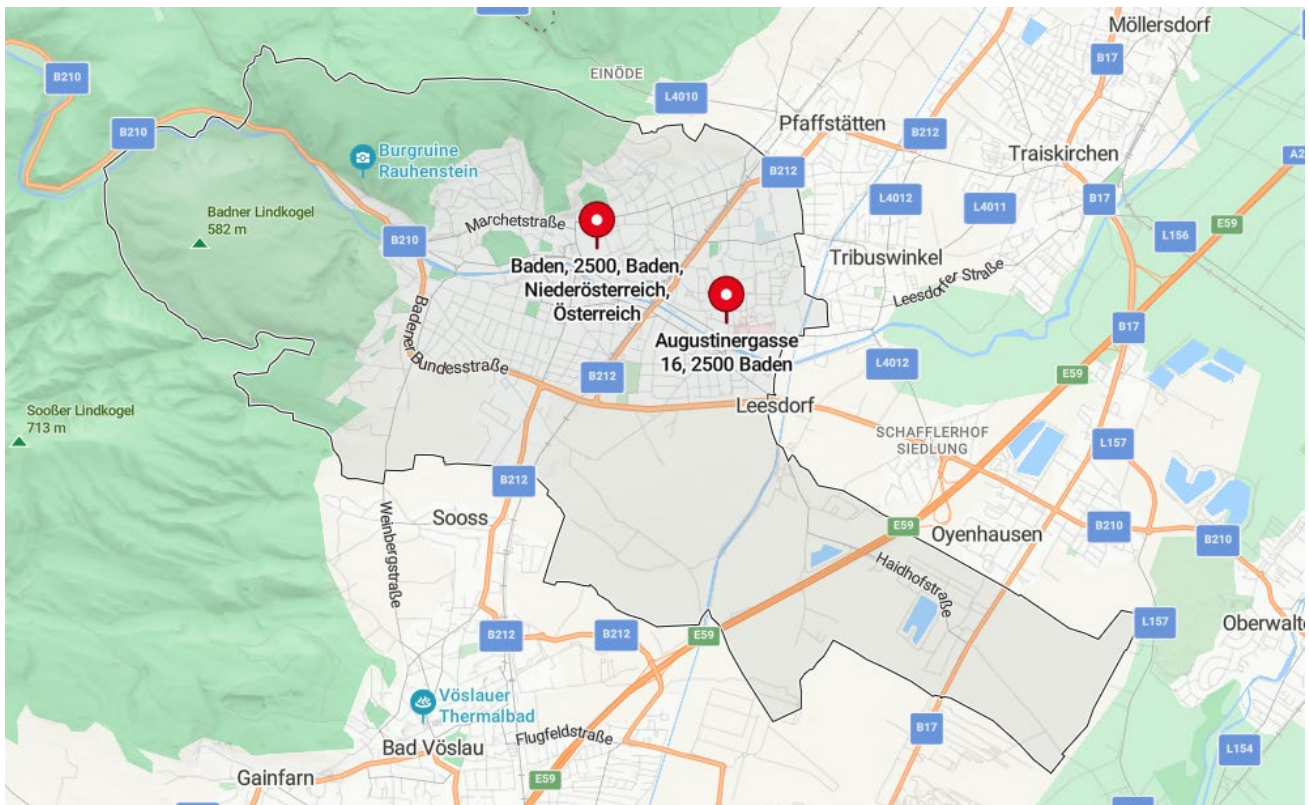 Möllersdorf
B17
B210
EINÖDE
L4010
B210
Pfaffstätten
B212
Traiskirchen
Burgruine
Rauhenstein
B212
L4012
L4011
B17
Badner Lindkogel
582 m
Marchetstraße
B210
E59
L156
Baden, 2500, Baden,
Niederösterreich,
Österreich
Tribuswinkel
Leesdorfer Straße
Augustinergasse
16, 2500 Baden
B17
Badener Bundesstraße
B212
L4012
E59
Sooßer Lindkogel
713 m
Leesdorf
SCHAFFLERHOF
SIEDLUNG
L157
B212
Sooss
Weinbergstraße
E59
Oyenhausen
B210
B210
Haidhofstraße
B212
B212
E59
L157
Oberwalte
Vöslauer
Thermalbad
Bad Vöslau
Flugfeldstraße
B17
L154
Gainfarn
E59